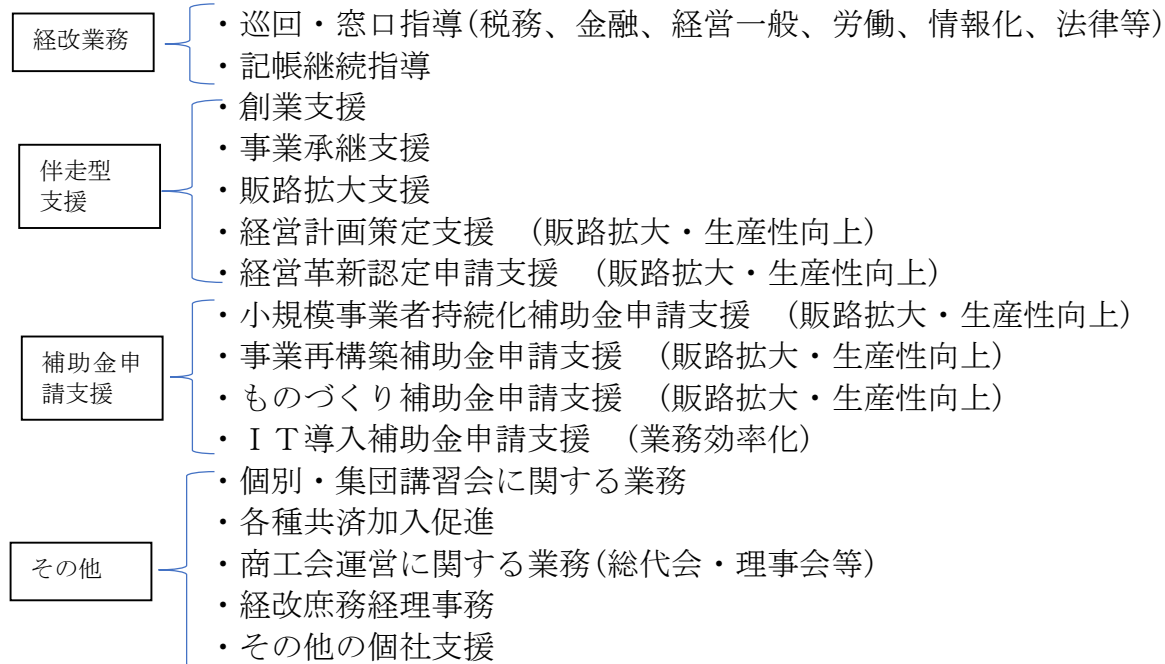 経改業務
・巡回・窓口指導(税務、金融、経営一般、労働、情報化、法律等)
・記帳継続指導
伴走型
支援
・創業支援
・事業承継支援
・販路拡大支援
・経営計画策定支援　(販路拡大・生産性向上)
・経営革新認定申請支援　(販路拡大・生産性向上)
補助金申
請支援
・小規模事業者持続化補助金申請支援　(販路拡大・生産性向上)
・事業再構築補助金申請支援　(販路拡大・生産性向上)
・ものづくり補助金申請支援　(販路拡大・生産性向上)
・ＩＴ導入補助金申請支援　(業務効率化)
その他
・個別・集団講習会に関する業務
・各種共済加入促進
・商工会運営に関する業務(総代会・理事会等)
・経改庶務経理事務
・その他の個社支援